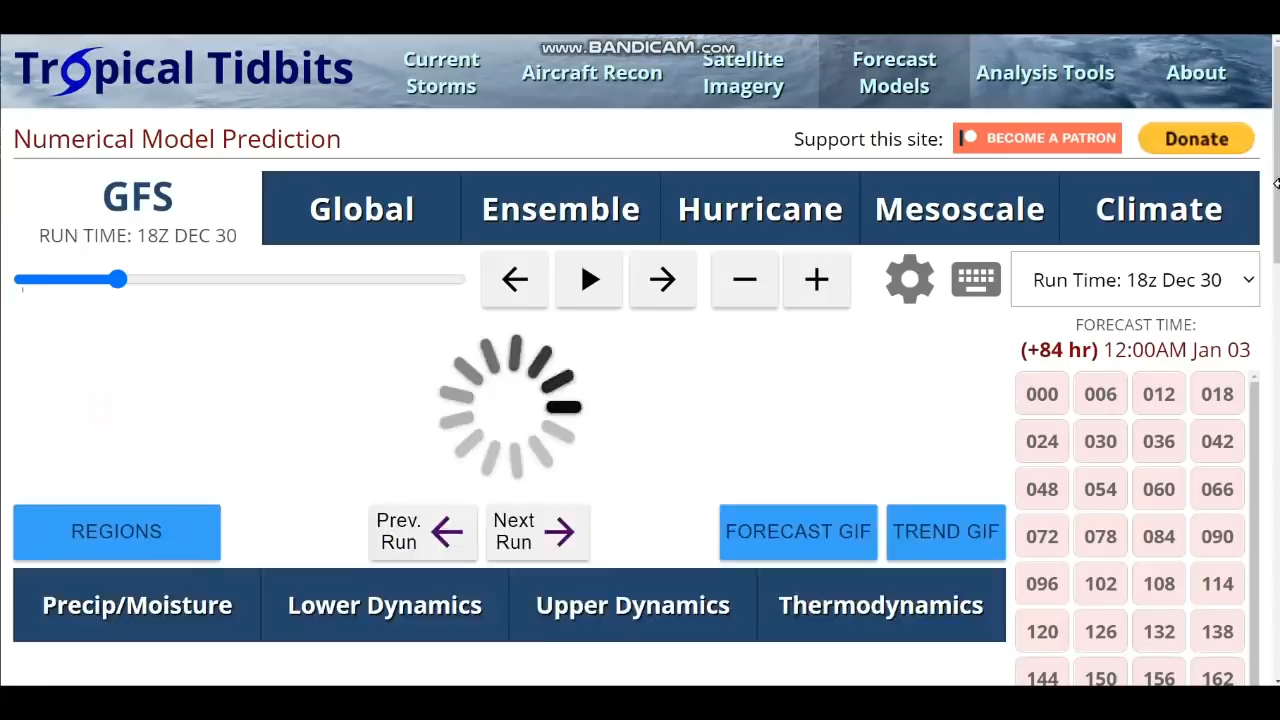 www.BANDICAM.com
Tropical Tidbits
Current Storms
Aircraft Recon
Satellite Imagery
Forecast Models
Analysis Tools
About
Numerical Model Prediction
Support this site:
BECOME A PATRON
Donate
GFS
RUN TIME: 18Z DEC 30
Global
Ensemble
Hurricane
Mesoscale
Climate
Run Time: 18z Dec 30
FORECAST TIME:
(+84 hr) 12:00AM Jan 03
000 006 012 018
024 030 036 042
048 054 060 066
072 078 084 090
096 102 108 114
120 126 132 138
144 150 156 162
REGIONS
Prev. Run
Next Run
FORECAST GIF
TREND GIF
Precip/Moisture
Lower Dynamics
Upper Dynamics
Thermodynamics